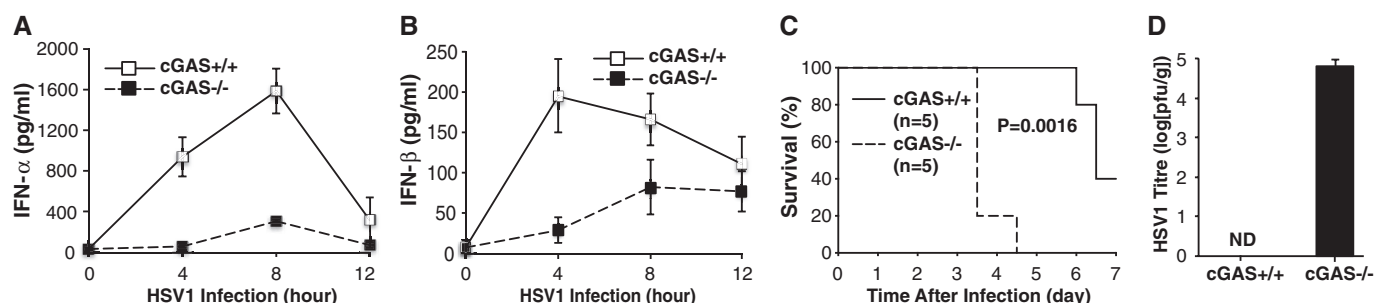 A
IFN-α (pg/ml)
2000
1600
1200
800
400
0
cGAS+/+
cGAS-/-
0 4 8 12
HSV1 Infection (hour)
B
IFN-β (pg/ml)
250
200
150
100
50
0
cGAS+/+
cGAS-/-
0 4 8 12
HSV1 Infection (hour)
C
Survival (%)
100
80
60
40
20
0
cGAS+/+
(n=5)
cGAS-/-
(n=5)
P=0.0016
0 1 2 3 4 5 6 7
Time After Infection (day)
D
HSV1 Titre (log[pfu/g])
5
4
3
2
1
0
ND
cGAS+/+ cGAS-/-